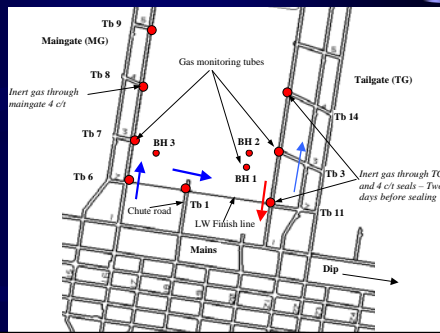 Tb 9
Maingate (MG)
Gas monitoring tubes
Tailgate (TG)
Tb 8
Inert gas through
maingate 4 c/t
Tb 14
Tb 7
BH 3
BH 2
BH 1
Tb 6
Tb 3
Inert gas through TG
and 4 c/t seals – Two
days before sealing
Tb 1
Chute road
LW Finish line
Tb 11
Mains
Dip